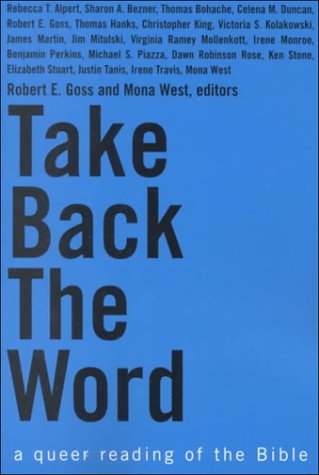 Rebecca T. Alpert, Sharon A. Bezner, Thomas Bohache, Celena M. Duncan,
Robert E. Goss, Thomas Hanks, Christopher King, Victoria S. Kolakowski,
James Martin, Jim Mitulski, Virginia Ramey Mollenkott, Irene Monroe,
Benjamin Perkins, Michael S. Piazza, Dawn Robinson Rose, Ken Stone,
Elizabeth Stuart, Justin Tanis, Irene Travis, Mona West
Robert E. Goss and Mona West, editors
Take
Back
The
Word
a queer reading of the Bible